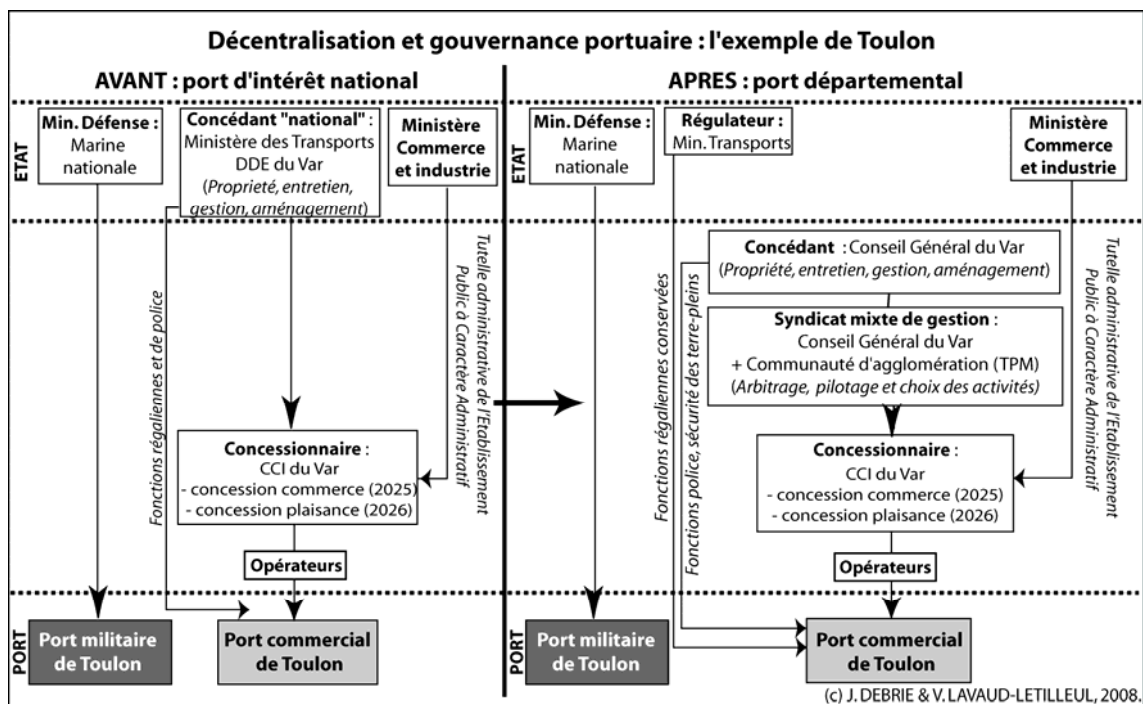 Décentralisation et gouvernance portuaire : l'exemple de Toulon
AVANT : port d'intérêt national
ETAT
Min. Défense :
Marine
nationale
Concédant "national" :
Ministère des Transports
DDE du Var
(Propriété, entretien,
gestion, aménagement)
Ministère
Commerce
et industrie
Fonctions régaliennes et de police
Tutelle administrative de l'Etablissement
Public à Caractère Administratif
Concessionnaire :
CCI du Var
- concession commerce (2025)
- concession plaisance (2026)
Opérateurs
PORT
Port militaire
de Toulon
Port commercial
de Toulon
APRES : port départemental
ETAT
Min. Défense :
Marine
nationale
Régulateur :
Min. Transports
Ministère
Commerce
et industrie
Concédant : Conseil Général du Var
(Propriété, entretien, gestion, aménagement)
Syndicat mixte de gestion :
Conseil Général du Var
+ Communauté d'agglomération (TPM)
(Arbitrage, pilotage et choix des activités)
Fonctions régaliennes conservées
Fonctions police, sécurité des terre-pleins
Tutelle administrative de l'Etablissement
Public à Caractère Administratif
Concessionnaire :
CCI du Var
- concession commerce (2025)
- concession plaisance (2026)
Opérateurs
PORT
Port militaire
de Toulon
Port commercial
de Toulon
(c) J. DEBRIE & V. LAVAUD-LETILLEUL, 2008.